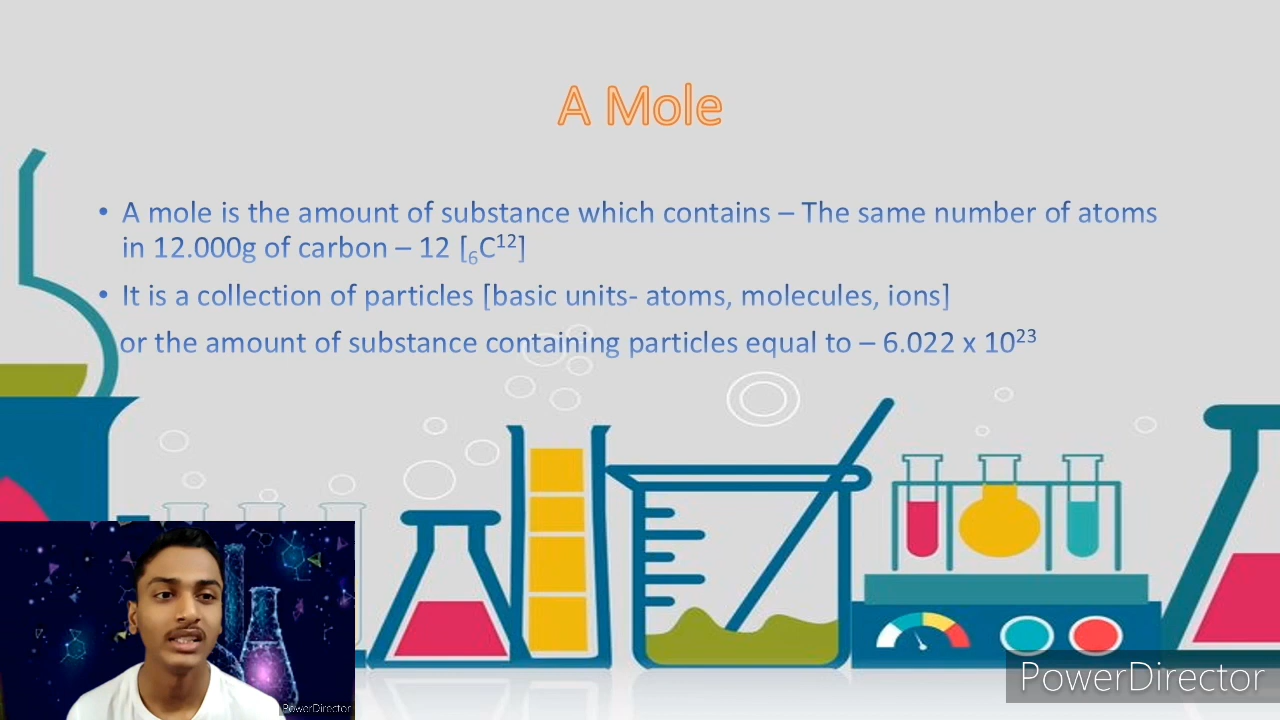 A Mole
• A mole is the amount of substance which contains – The same number of atoms
in 12.000g of carbon – 12 [₆C¹²]
• It is a collection of particles [basic units- atoms, molecules, ions]
or the amount of substance containing particles equal to – 6.022 x 10²³
PowerDirector
PowerDirector